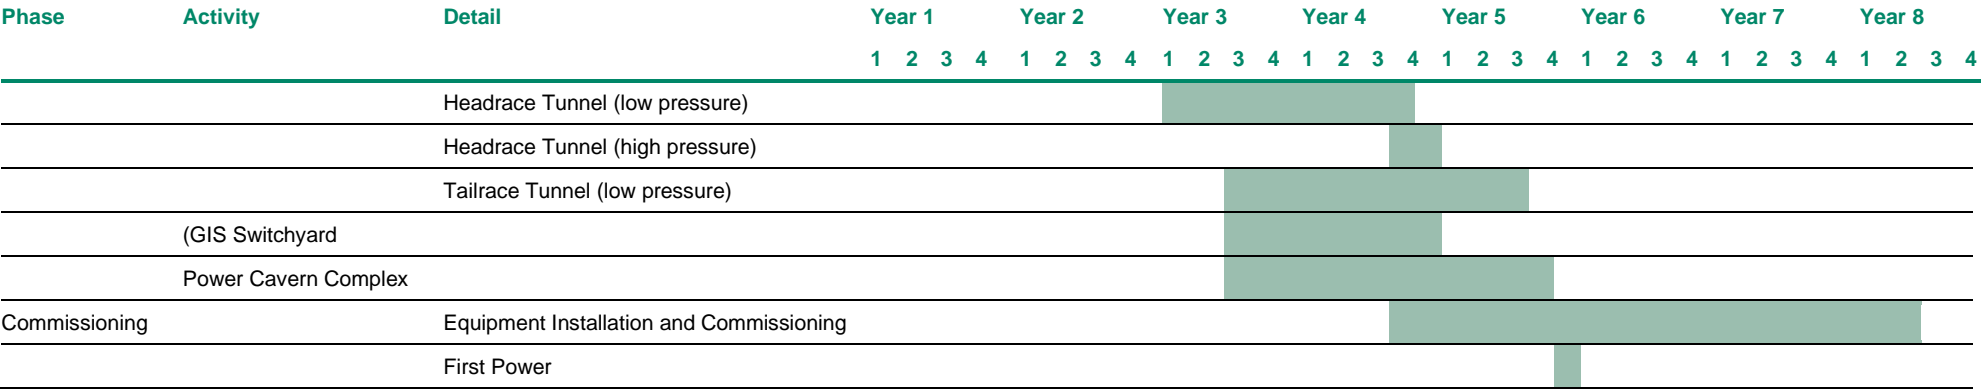 Phase Activity Detail Year 1 Year 2 Year 3 Year 4 Year 5 Year 6 Year 7 Year 8
1 2 3 4 1 2 3 4 1 2 3 4 1 2 3 4 1 2 3 4 1 2 3 4 1 2 3 4 1 2 3 4
Headrace Tunnel (low pressure)
Headrace Tunnel (high pressure)
Tailrace Tunnel (low pressure)
(GIS Switchyard
Power Cavern Complex
Commissioning Equipment Installation and Commissioning
First Power